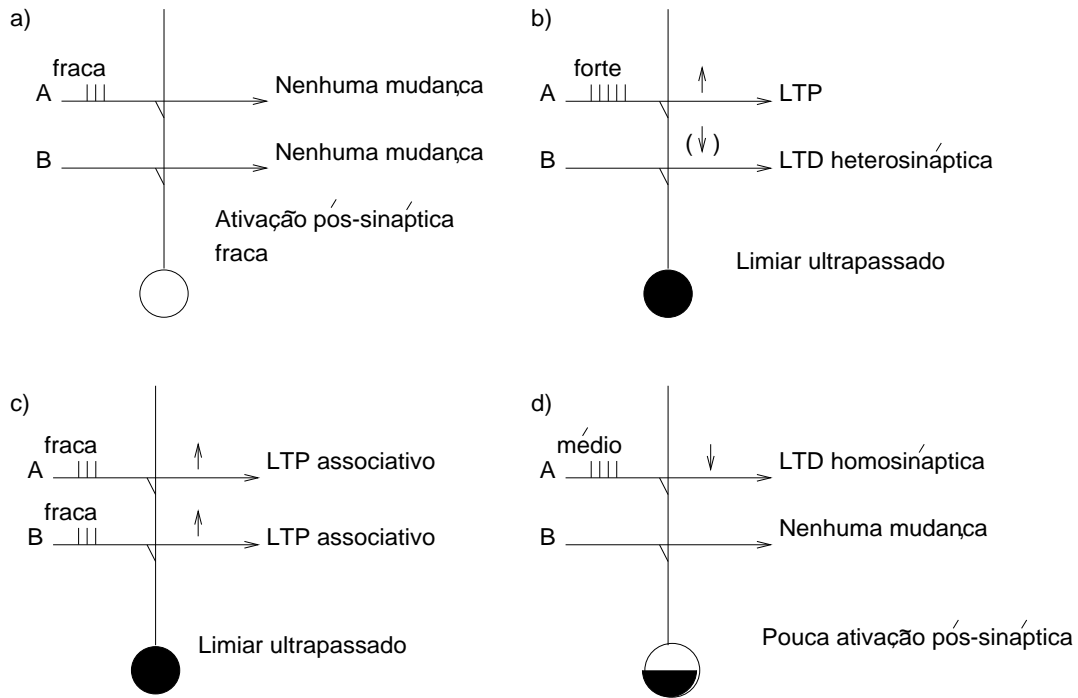 a)
fraca
A
Nenhuma mudança
B
Nenhuma mudança
Ativação pós-sináptica
fraca
b)
forte
A
LTP
(↓)
B
LTD heterosináptica
Limiar ultrapassado
c)
fraca
A
LTP associativo
fraca
B
LTP associativo
Limiar ultrapassado
d)
médio
A
LTD homosináptica
B
Nenhuma mudança
Pouca ativação pós-sináptica